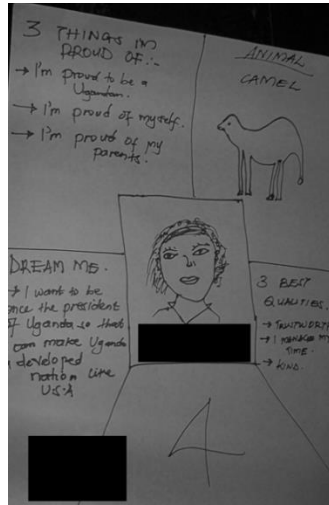 3 THINGS I'M
PROUD OF:-
→ I'm proud to be a
Ugandan.
→ I'm proud of myself.
→ I'm proud of my
parents.
ANIMAL
CAMEL
DREAM ME.
→ I want to be
once the president
of Uganda so that
can make Uganda
developed
nation like
U.S.A
3 BEST
QUALITIES.
→ TRUSTWORTHY
→ I MANAGE MY
TIME.
→ KIND.
4